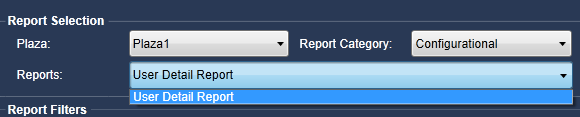 Report Selection
Plaza: Plaza1 Report Category: Configurational
Reports: User Detail Report
User Detail Report
Report Filters